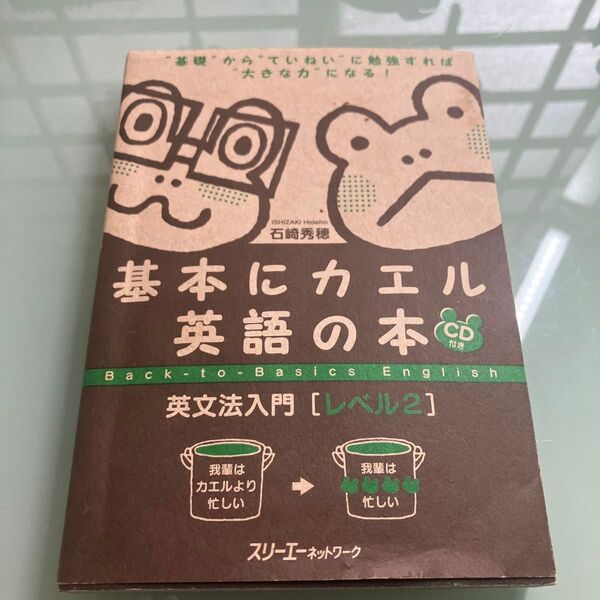 "基礎"から"ていねい"に勉強すれば
"大きな力"になる!
ISHIZAKI Hideho
石崎秀穂
基本にカエル
英語の本
CD
付き
Back-to-Basics English
英文法入門[レベル2]
我輩は
カエルより
忙しい
我輩は
忙しい
スリーエーネットワーク